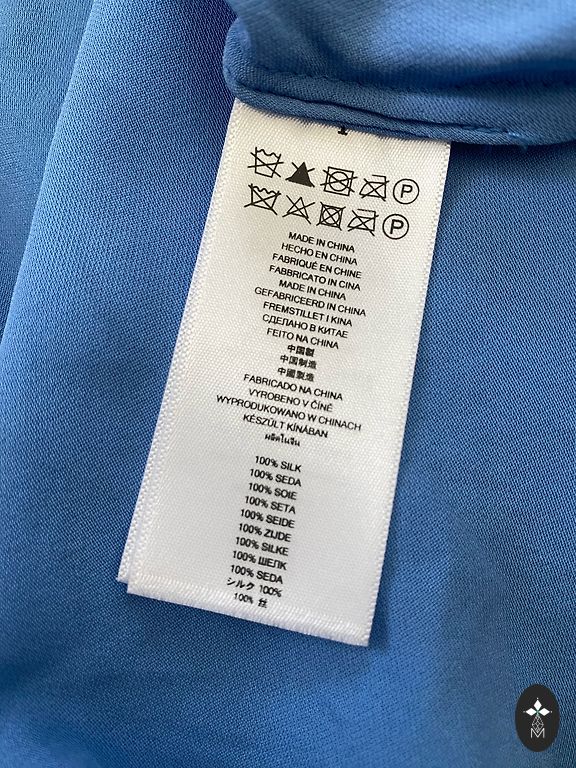 P
P
MADE IN CHINA
HECHO EN CHINA
FABRIQUÉ EN CHINE
FABBRICATO IN CINA
MADE IN CHINA
GEFABRICEERD IN CHINA
FREMSTILLET I KINA
СДЕЛАНО В КИТАЕ
FEITO NA CHINA
中国製
中国制造
中國製造
FABRICADO NA CHINA
VYROBENO V ČÍNĚ
WYPRODUKOWANO W CHINACH
KÉSZÜLT KÍNÁBAN
ผลิตในจีน
100% SILK
100% SEDA
100% SOIE
100% SETA
100% SEIDE
100% ZIJDE
100% SILKE
100% ШЕЛК
100% SEDA
シルク 100%
100% 丝
M